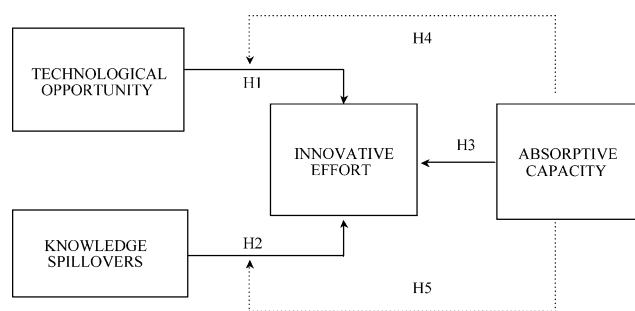 H4
TECHNOLOGICAL
OPPORTUNITY
H1
INNOVATIVE
EFFORT
H3
ABSORPTIVE
CAPACITY
KNOWLEDGE
SPILLOVERS
H2
H5